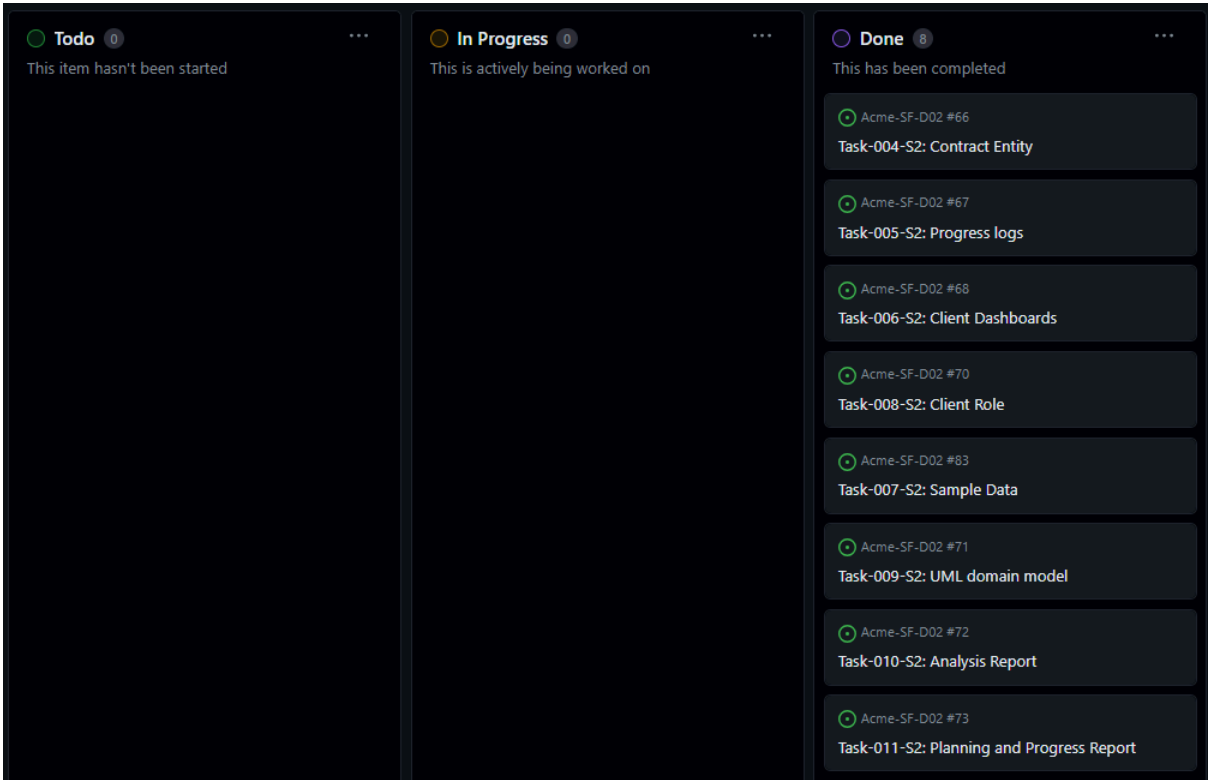 Todo 0
This item hasn't been started
In Progress 0
This is actively being worked on
Done 8
This has been completed
Acme-SF-D02 #66
Task-004-S2: Contract Entity
Acme-SF-D02 #67
Task-005-S2: Progress logs
Acme-SF-D02 #68
Task-006-S2: Client Dashboards
Acme-SF-D02 #70
Task-008-S2: Client Role
Acme-SF-D02 #83
Task-007-S2: Sample Data
Acme-SF-D02 #71
Task-009-S2: UML domain model
Acme-SF-D02 #72
Task-010-S2: Analysis Report
Acme-SF-D02 #73
Task-011-S2: Planning and Progress Report